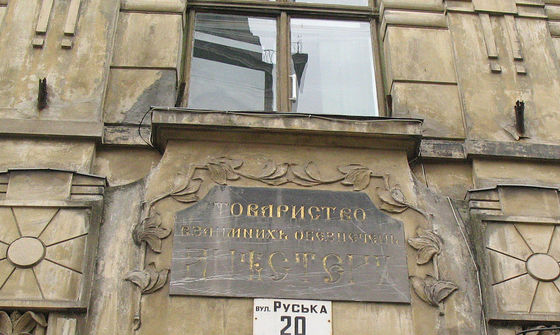 ТОВАРИСТВО
ВЗАЇМНИХЪ ОБЕЗПЕЧЕНЬ
ДНѢСТЕРЪ
вул. РУСЬКА
20